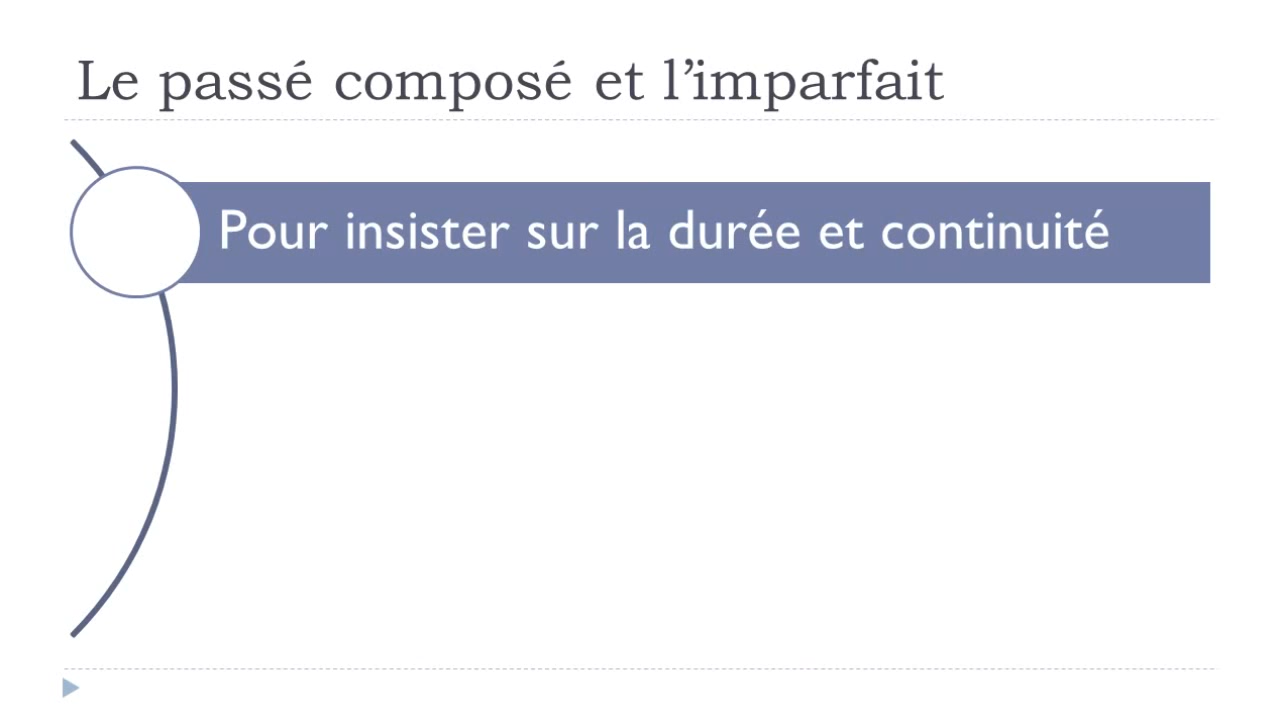 Le passé composé et l’imparfait
Pour insister sur la durée et continuité